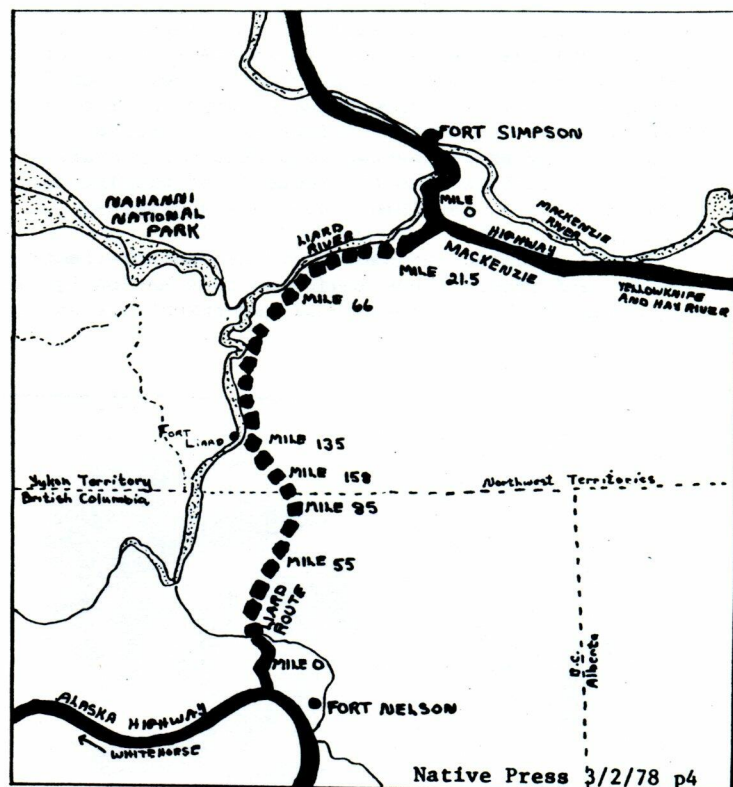 FORT SIMPSON
NAHANNI
NATIONAL
PARK
MILE
O
MACKENZIE
RIVER
LIARD
RIVER
HIGHWAY
MACKENZIE
MILE 21.5
YELLOWKNIFE
AND HAY RIVER
MILE 66
FORT
LIARD
MILE 135
MILE 158
Yukon Territory
British Columbia
Northwest Territories
MILE 85
MILE 55
LIARD
ROUTE
MILE O
B.C.
Alberta
ALASKA HIGHWAY
WHITEHORSE
FORT NELSON
Native Press 3/2/78 p4